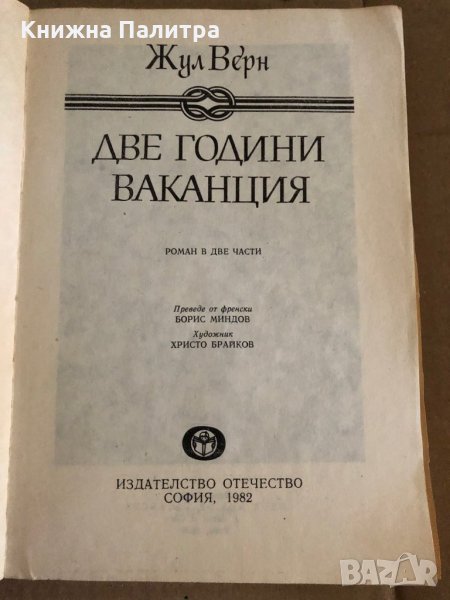 Книжна Палитра
Жул Верн
ДВЕ ГОДИНИ
ВАКАНЦИЯ
РОМАН В ДВЕ ЧАСТИ
Преведе от френски
БОРИС МИНДОВ
Художник
ХРИСТО БРАЙКОВ
ИЗДАТЕЛСТВО ОТЕЧЕСТВО
СОФИЯ, 1982
BAZAR